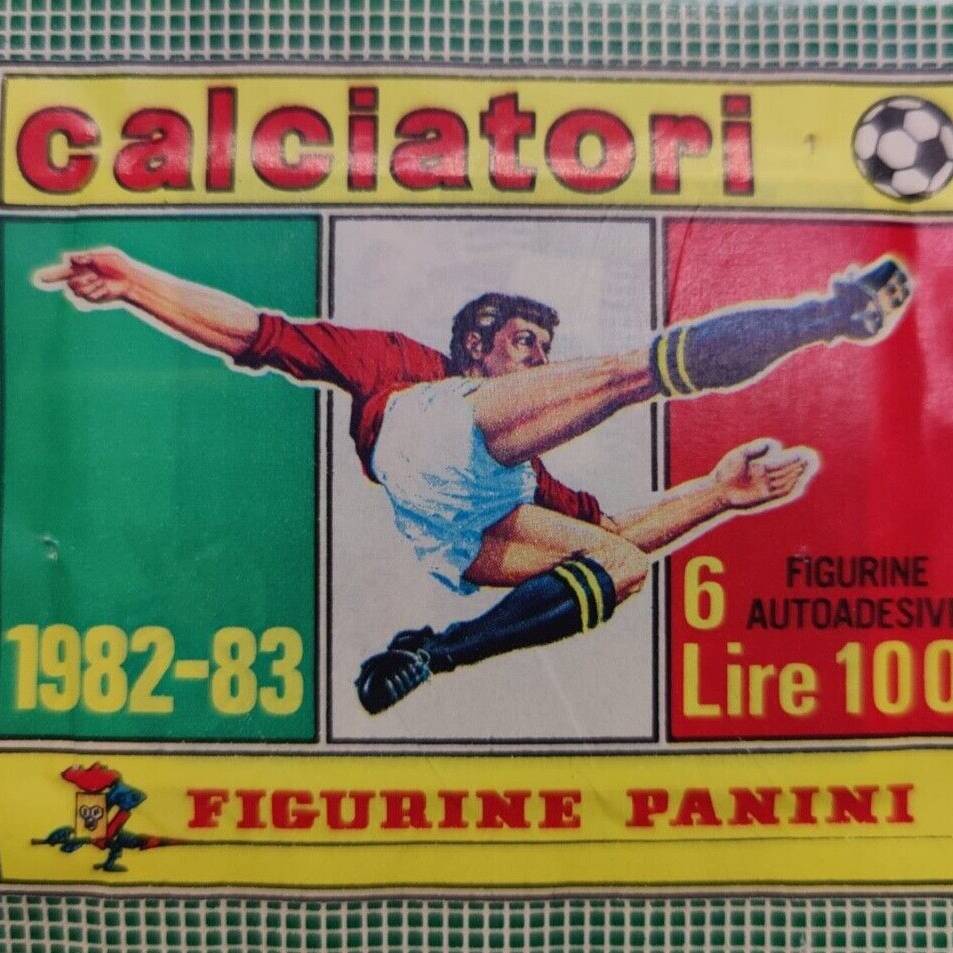 calciatori
1982-83
6 FIGURINE
AUTOADESIVE
Lire 100
FIGURINE PANINI